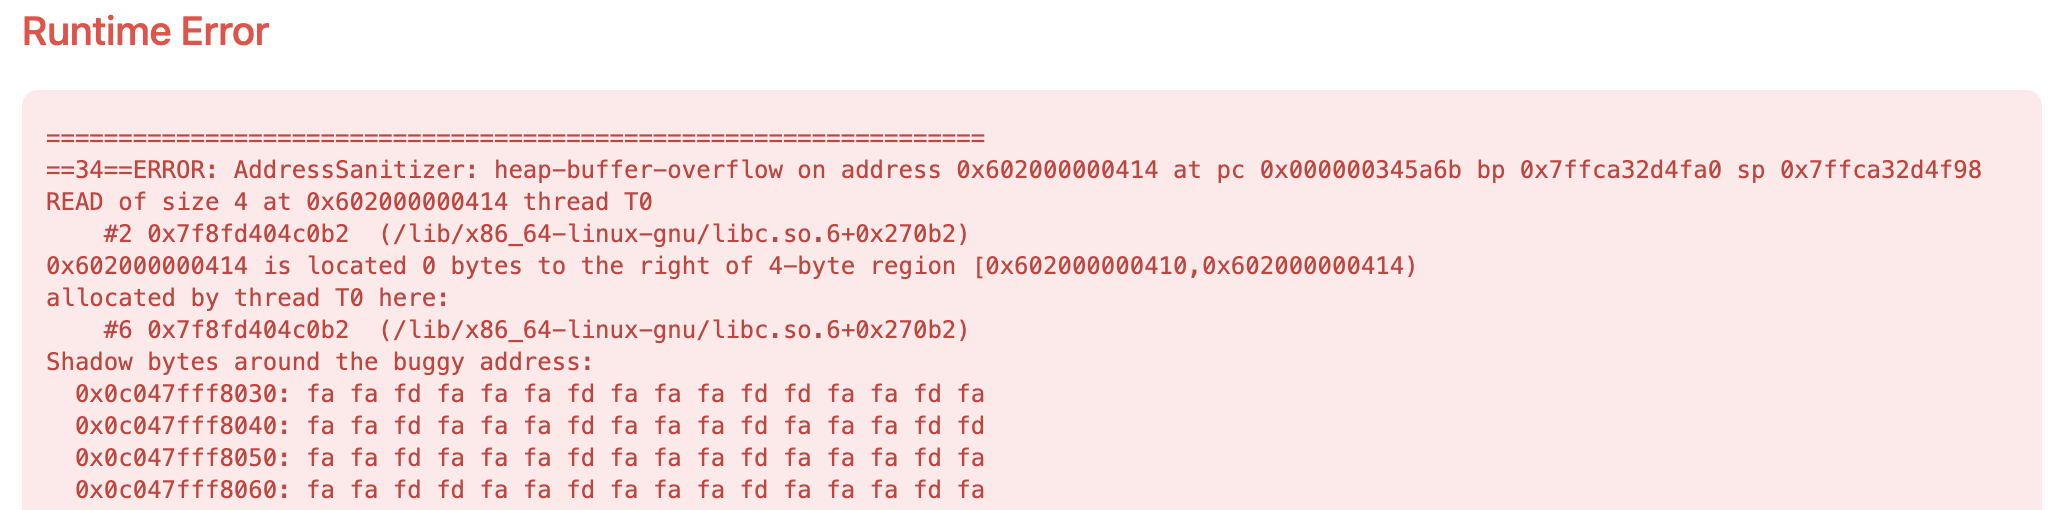 Runtime Error
=================================================================
==34==ERROR: AddressSanitizer: heap-buffer-overflow on address 0x602000000414 at pc 0x000000345a6b bp 0x7ffca32d4fa0 sp 0x7ffca32d4f98
READ of size 4 at 0x602000000414 thread T0
    #2 0x7f8fd404c0b2  (/lib/x86_64-linux-gnu/libc.so.6+0x270b2)
0x602000000414 is located 0 bytes to the right of 4-byte region [0x602000000410,0x602000000414)
allocated by thread T0 here:
    #6 0x7f8fd404c0b2  (/lib/x86_64-linux-gnu/libc.so.6+0x270b2)
Shadow bytes around the buggy address:
  0x0c047fff8030: fa fa fd fa fa fa fd fa fa fa fd fd fa fa fd fa
  0x0c047fff8040: fa fa fd fa fa fa fd fa fa fa fd fa fa fa fd fd
  0x0c047fff8050: fa fa fd fa fa fa fd fa fa fa fd fa fa fa fd fa
  0x0c047fff8060: fa fa fd fd fa fa fd fa fa fa fd fa fa fa fd fa